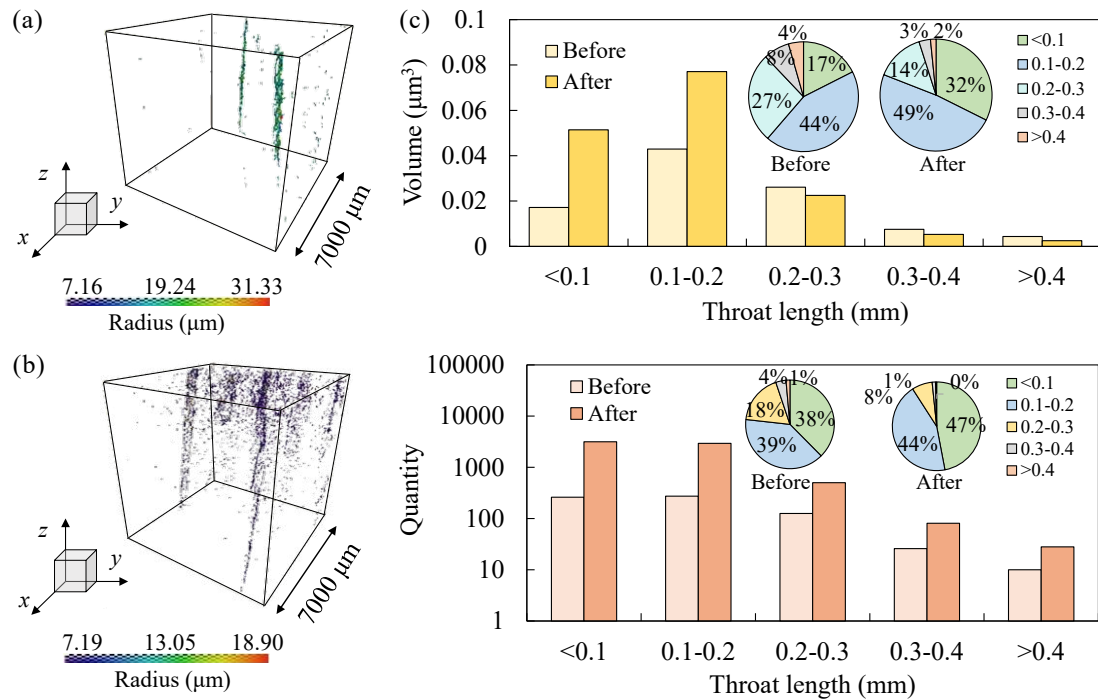 (a)
z
y
x
7000 μm
7.16 19.24 31.33
Radius (μm)
(b)
z
y
x
7000 μm
7.19 13.05 18.90
Radius (μm)
(c)
0.1
0.08
0.06
0.04
0.02
0
Volume (μm³)
Before
After
4%
8%
17%
27%
44%
Before
3%
2%
14%
32%
49%
After
<0.1
0.1-0.2
0.2-0.3
0.3-0.4
>0.4
<0.1 0.1-0.2 0.2-0.3 0.3-0.4 >0.4
Throat length (mm)
100000
10000
1000
100
10
1
Quantity
Before
After
4%
1%
18%
38%
39%
Before
1%
0%
8%
47%
44%
After
<0.1
0.1-0.2
0.2-0.3
0.3-0.4
>0.4
<0.1 0.1-0.2 0.2-0.3 0.3-0.4 >0.4
Throat length (mm)